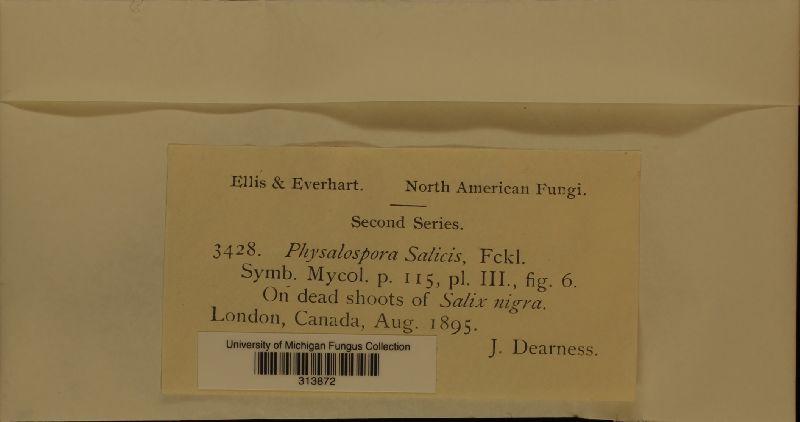 Ellis & Everhart. North American Fungi.
Second Series.
3428. Physalospora Salicis, Fckl.
Symb. Mycol. p. 115, pl. III., fig. 6.
On dead shoots of Salix nigra.
London, Canada, Aug. 1895.
J. Dearness.
University of Michigan Fungus Collection
313872